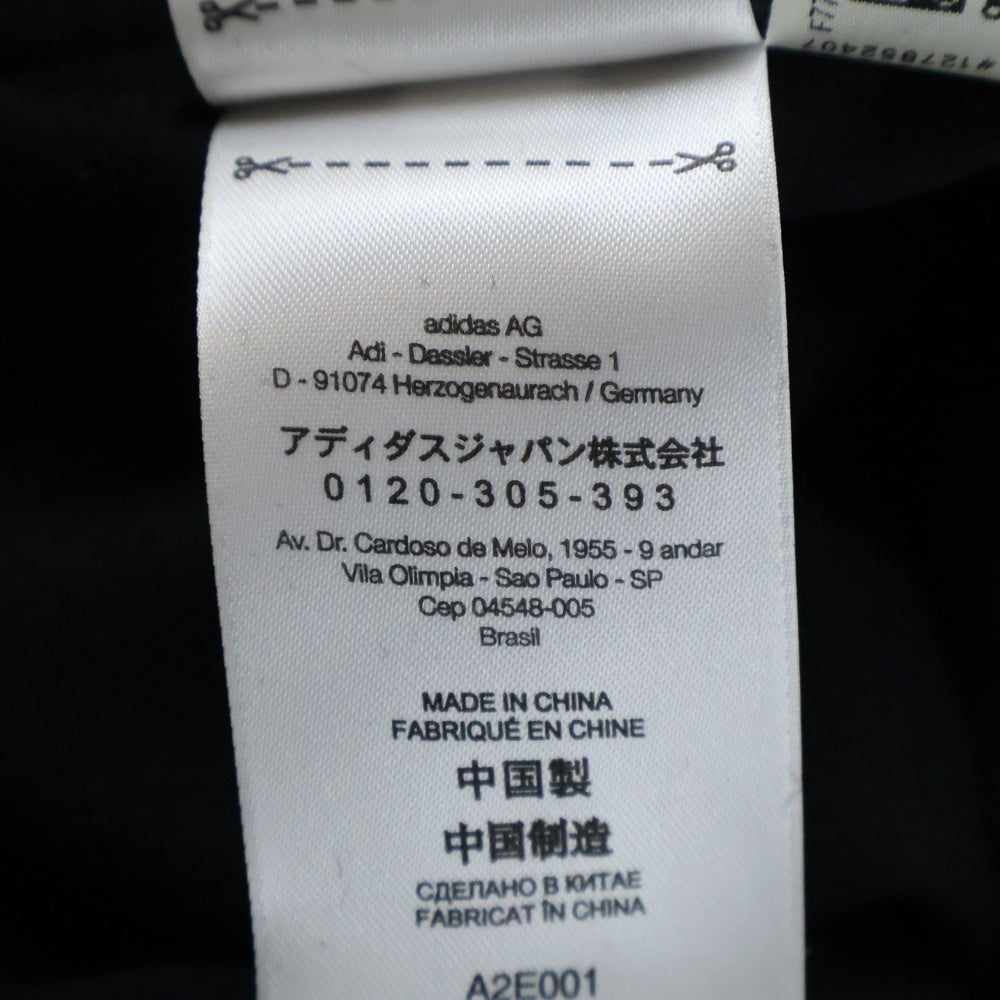 adidas AG
Adi - Dassler - Strasse 1
D - 91074 Herzogenaurach / Germany
アディダスジャパン株式会社
0120-305-393
Av. Dr. Cardoso de Melo, 1955 - 9 andar
Vila Olimpia - Sao Paulo - SP
Cep 04548-005
Brasil
MADE IN CHINA
FABRIQUÉ EN CHINE
中国製
中国制造
СДЕЛАНО В КИТАЕ
FABRICAT ÎN CHINA
A2E001
#127852407